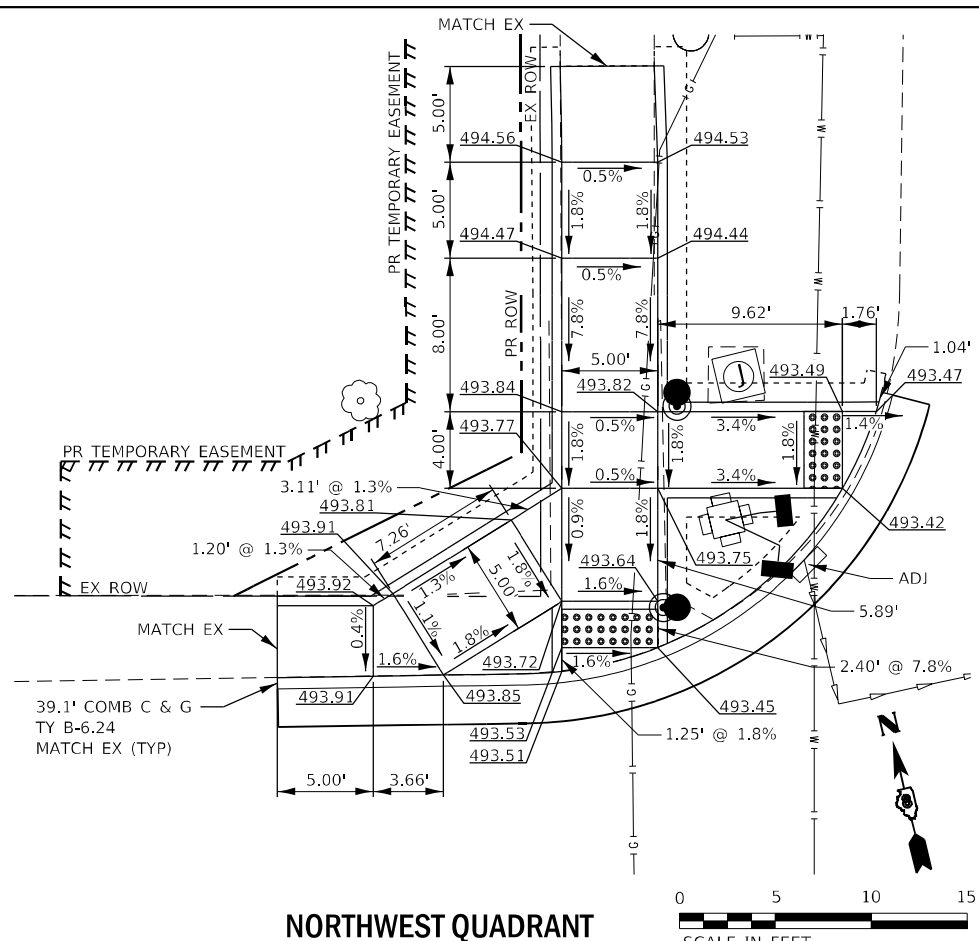 MATCH EX
PR TEMPORARY EASEMENT
EX ROW
5.00'
494.56
494.53
0.5%
5.00'
1.8%
1.8%
494.47
494.44
0.5%
8.00'
7.8%
7.8%
PR ROW
9.62'
1.76'
5.00'
J
1.04'
493.49
493.47
493.84
493.82
493.77
0.5%
3.4%
1.4%
4.00'
1.8%
1.8%
1.8%
PR TEMPORARY EASEMENT
0.5%
3.4%
3.11' @ 1.3%
493.81
493.91
7.26'
0.9%
1.8%
493.42
1.20' @ 1.3%
493.64
493.75
1.8%
5.00'
1.3%
EX ROW
493.92
1.6%
ADJ
5.89'
MATCH EX
0.4%
1.1%
1.8%
1.6%
493.72
1.6%
2.40' @ 7.8%
39.1' COMB C & G
TY B-6.24
MATCH EX (TYP)
493.91
493.85
493.45
493.53
1.25' @ 1.8%
493.51
5.00'
3.66'
N
G
G
G
G
G
G
W
W
W
W
W
W
0 5 10 15
NORTHWEST QUADRANT
SCALE IN FEET